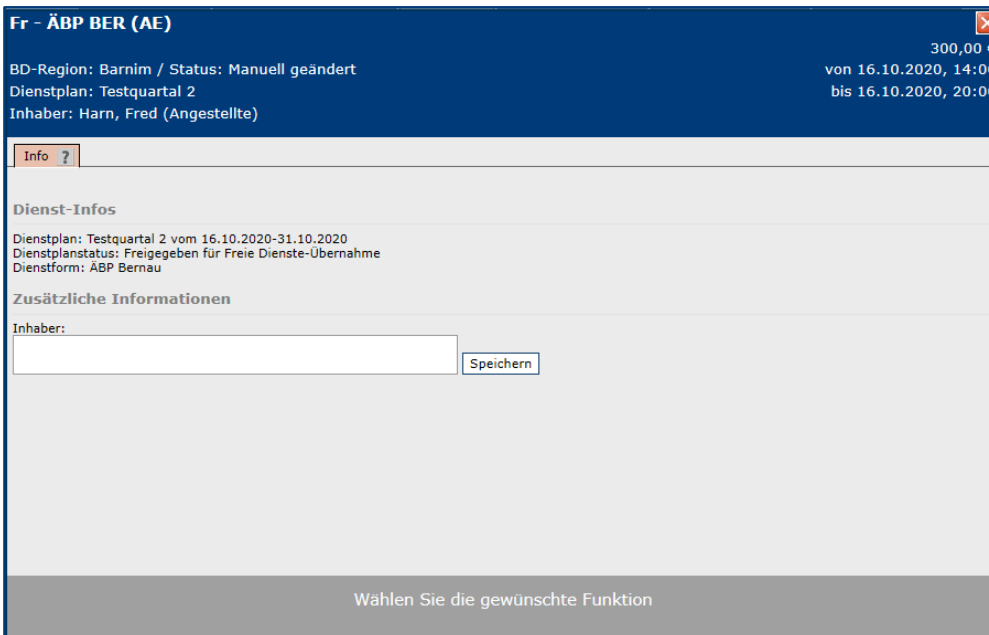 Fr - ÄBP BER (AE)
300,00
BD-Region: Barnim / Status: Manuell geändert
von 16.10.2020, 14:0
Dienstplan: Testquartal 2
bis 16.10.2020, 20:0
Inhaber: Harn, Fred (Angestellte)
Info ?
Dienst-Infos
Dienstplan: Testquartal 2 vom 16.10.2020-31.10.2020
Dienstplanstatus: Freigegeben für Freie Dienste-Übernahme
Dienstform: ÄBP Bernau
Zusätzliche Informationen
Inhaber:
Speichern
Wählen Sie die gewünschte Funktion